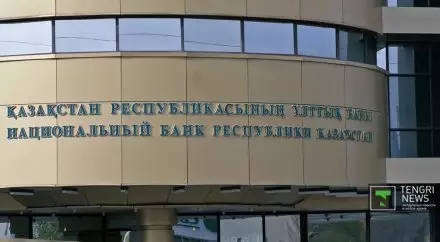 ҚАЗАҚСТАН РЕСПУБЛИКАСЫНЫҢ ҰЛТТЫҚ БАНКІ
НАЦИОНАЛЬНЫЙ БАНК РЕСПУБЛИКИ КАЗАХСТАН
TENGRI
NEWS